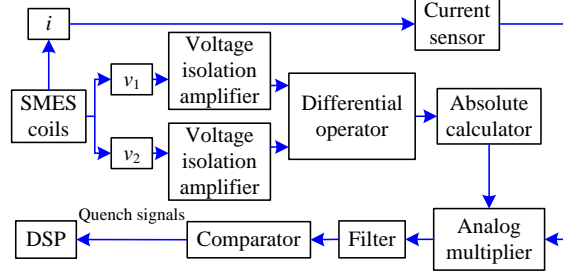 i
Current
sensor
SMES
coils
v1
Voltage
isolation
amplifier
v2
Voltage
isolation
amplifier
Differential
operator
Absolute
calculator
Analog
multiplier
Filter
Comparator
Quench signals
DSP